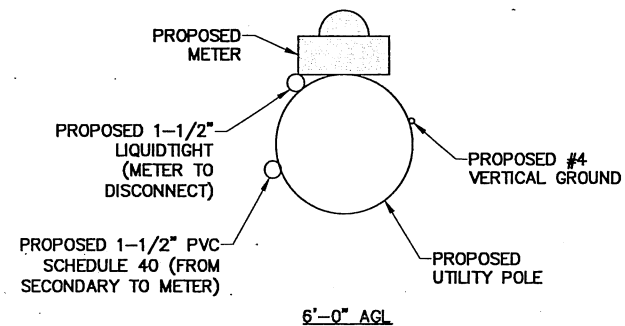 PROPOSED
METER
PROPOSED 1-1/2"
LIQUIDTIGHT
(METER TO
DISCONNECT)
PROPOSED #4
VERTICAL GROUND
PROPOSED 1-1/2" PVC
SCHEDULE 40 (FROM
SECONDARY TO METER)
PROPOSED
UTILITY POLE
6'-0" AGL